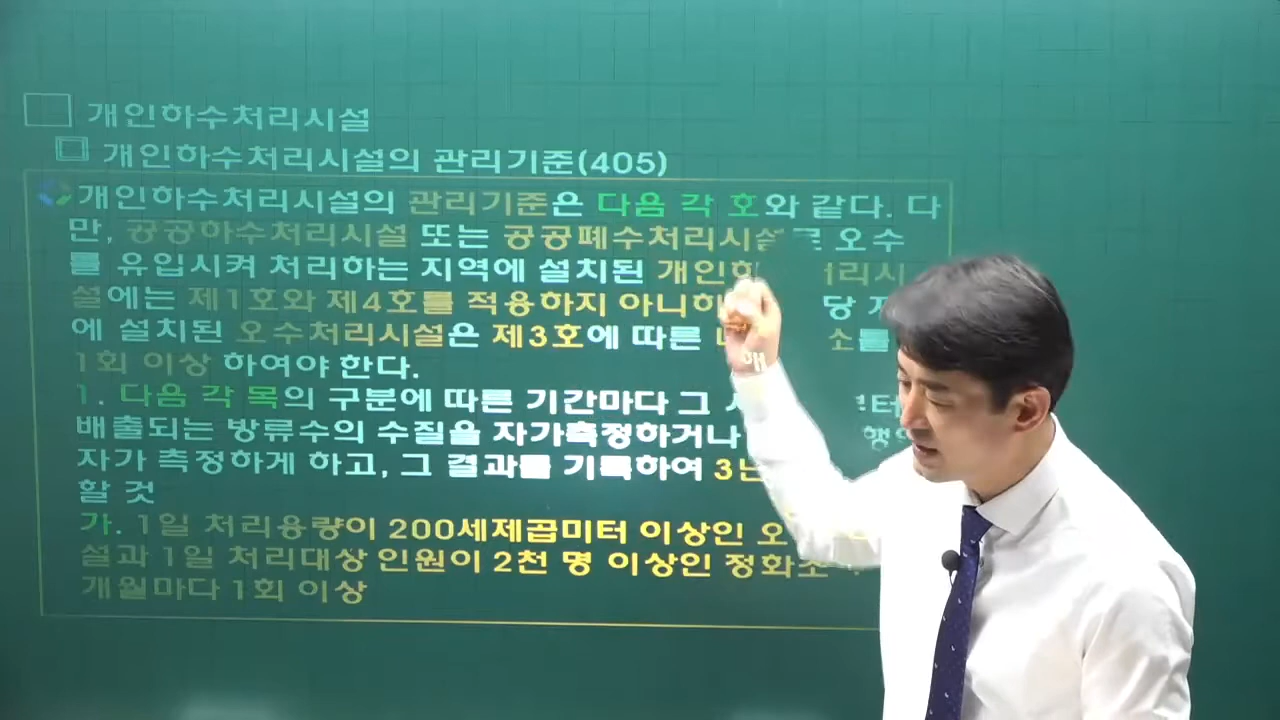 개인하수처리시설
개인하수처리시설의 관리기준(405)
개인하수처리시설의 관리기준은 다음 각 호와 같다. 다
만, 공공하수처리시설 또는 공공폐수처리시설로 오수
를 유입시켜 처리하는 지역에 설치된 개인하 리시
설에는 제1호와 제4호를 적용하지 아니하 당
에 설치된 오수처리시설은 제3호에 따른 소를
1회 이상 하여야 한다.
1. 다음 각 목의 구분에 따른 기간마다 그
배출되는 방류수의 수질을 자가측정하거나
자가 측정하게 하고, 그 결과를 기록하여
할 것
가. 1일 처리용량이 200세제곱미터 이상인
설과 1일 처리대상 인원이 2천 명 이상인 정화조
개월마다 1회 이상